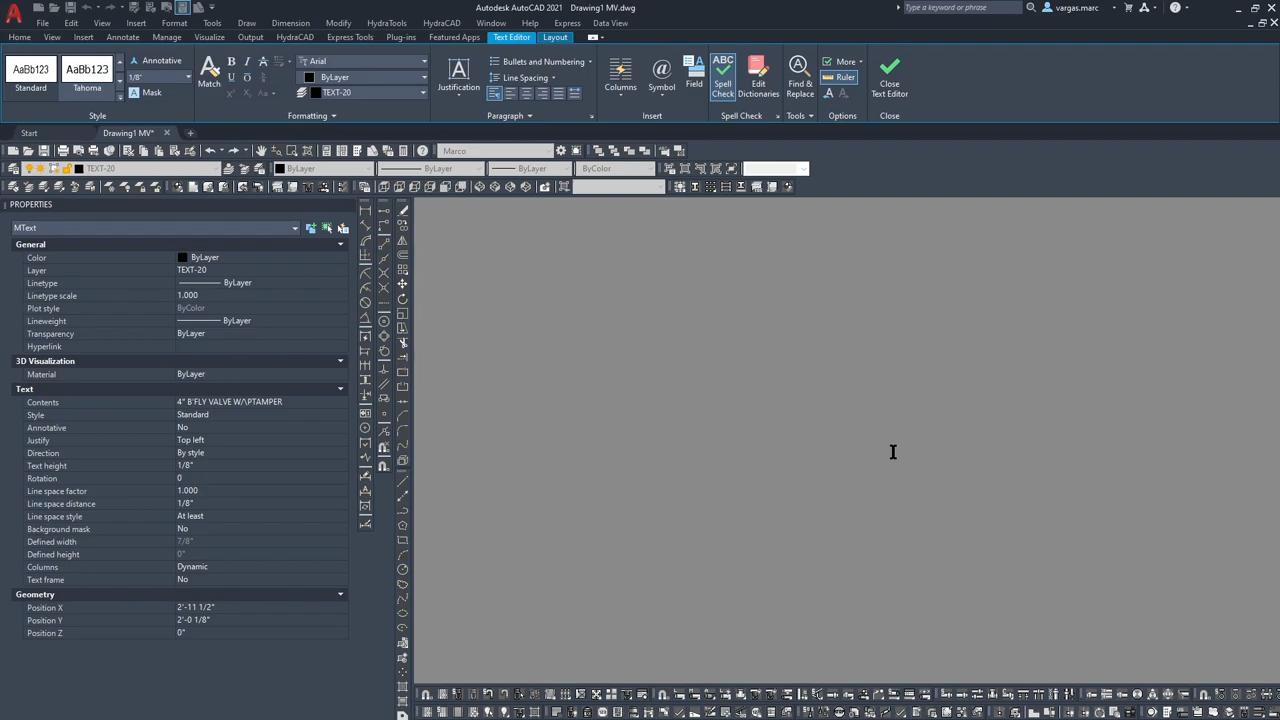 Autodesk AutoCAD 2021 Drawing1 MV.dwg
Type a keyword or phrase
vargas.marc
File Edit View Insert Format Tools Draw Dimension Modify HydraTools HydraCAD Window Help Express Data View
Home View Insert Annotate Manage Visualize Output HydraCAD Express Tools Plug-ins Featured Apps Text Editor Layout
AaBb123 AaBb123 Annotative Match B I A Arial Bullets and Numbering More
1/8" U O ByLayer Line Spacing Ruler
Standard Tahoma Mask TEXT-20 Justification Columns Symbol Field ABC Spell Check Edit Dictionaries Find & Replace Close Text Editor
Style Formatting Paragraph Insert Spell Check Tools Options Close
Start Drawing1 MV*
Marco
TEXT-20 ByLayer ByLayer ByLayer ByColor
PROPERTIES
MText
General
Color ByLayer
Layer TEXT-20
Linetype ByLayer
Linetype scale 1.000
Plot style ByColor
Lineweight ByLayer
Transparency ByLayer
Hyperlink
3D Visualization
Material ByLayer
Text
Contents 4" B'FLY VALVE W/\PTAMPER
Style Standard
Annotative No
Justify Top left
Direction By style
Text height 1/8"
Rotation 0
Line space factor 1.000
Line space distance 1/8"
Line space style At least
Background mask No
Defined width 7/8"
Defined height 0"
Columns Dynamic
Text frame No
Geometry
Position X 2'-11 1/2"
Position Y 2'-0 1/8"
Position Z 0"